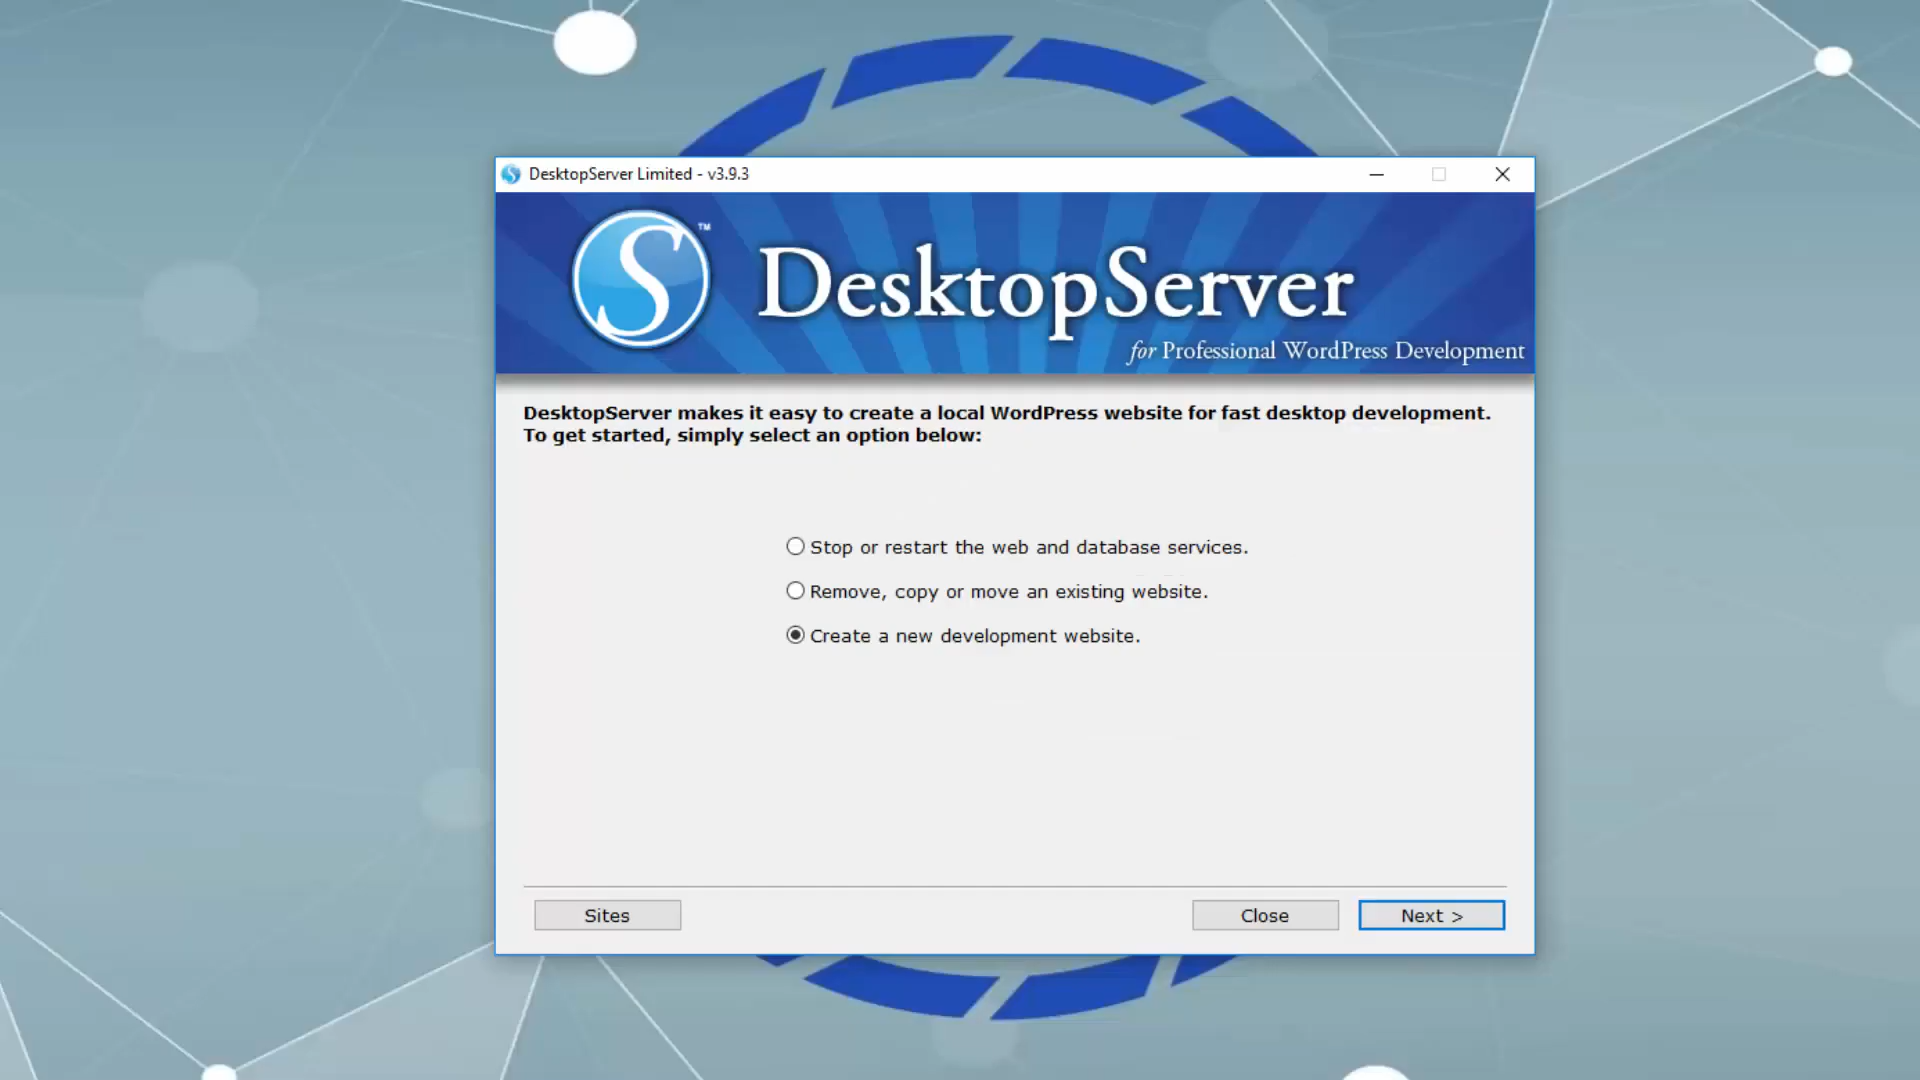 DesktopServer Limited - v3.9.3
S ™
DesktopServer
for Professional WordPress Development
DesktopServer makes it easy to create a local WordPress website for fast desktop development.
To get started, simply select an option below:
Stop or restart the web and database services.
Remove, copy or move an existing website.
Create a new development website.
Sites
Close
Next >